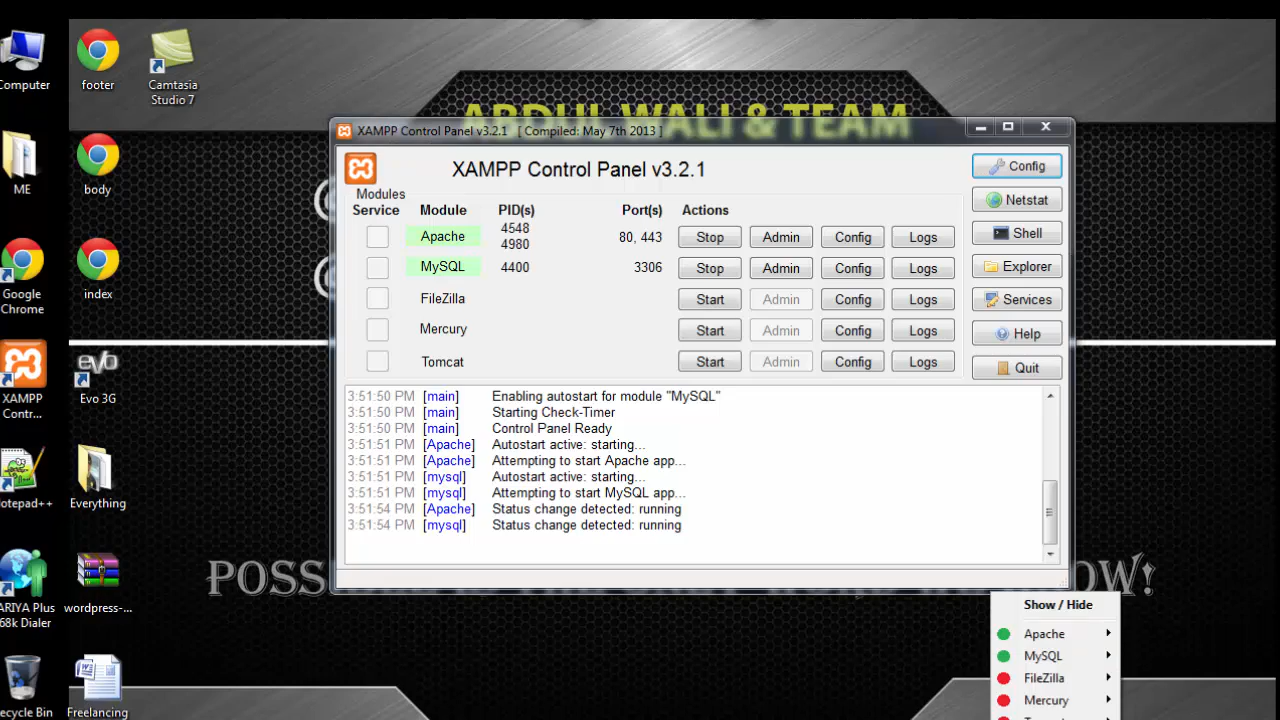 Computer
footer
Camtasia
Studio 7
ABDUL WALI & TEAM
ME
body
Google
Chrome
index
XAMPP
Contr...
Evo 3G
Everything
wordpress-...
68k Dialer
Freelancing
XAMPP Control Panel v3.2.1 [ Compiled: May 7th 2013 ]
XAMPP Control Panel v3.2.1
Config
Modules
Service Module PID(s) Port(s) Actions
Netstat
Apache 4548
4980 80, 443 Stop Admin Config Logs
Shell
MySQL 4400 3306 Stop Admin Config Logs
Explorer
FileZilla Start Admin Config Logs
Services
Mercury Start Admin Config Logs
Help
Tomcat Start Admin Config Logs
Quit
3:51:50 PM [main] Enabling autostart for module "MySQL"
3:51:50 PM [main] Starting Check-Timer
3:51:50 PM [main] Control Panel Ready
3:51:51 PM [Apache] Autostart active: starting...
3:51:51 PM [Apache] Attempting to start Apache app...
3:51:51 PM [mysql] Autostart active: starting...
3:51:51 PM [mysql] Attempting to start MySQL app...
3:51:54 PM [Apache] Status change detected: running
3:51:54 PM [mysql] Status change detected: running
POSS
OW!
Show / Hide
Apache
MySQL
FileZilla
Mercury